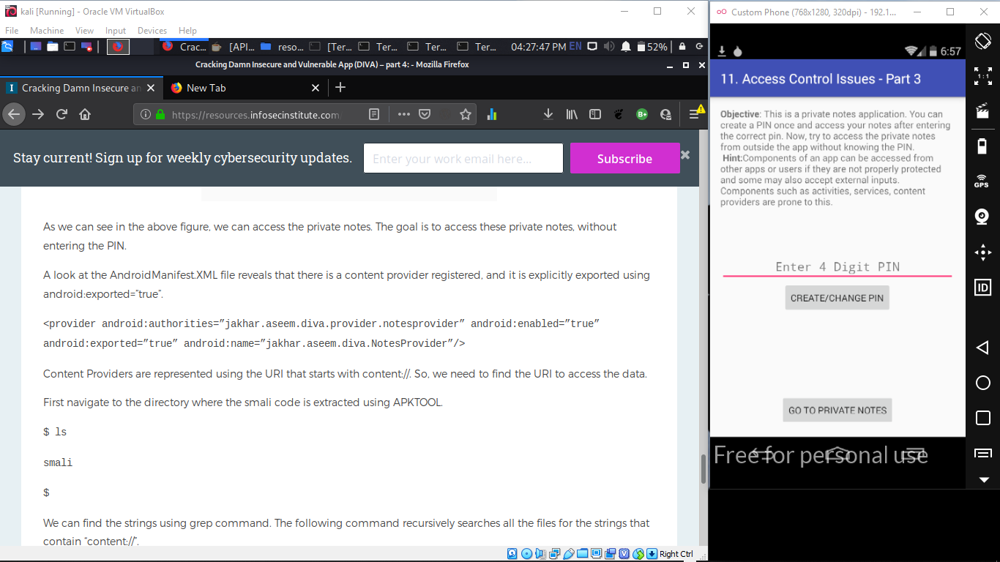 kali [Running] - Oracle VM VirtualBox
File Machine View Input Devices Help
Crac… [API… reso… [Ter… Ter… Ter… Ter… 04:27:47 PM EN 52%
Cracking Damn Insecure and Vulnerable App (DIVA) – part 4: - Mozilla Firefox
Cracking Damn Insecure an
New Tab
https://resources.infosecinstitute.com
Stay current! Sign up for weekly cybersecurity updates.
Enter your work email here...
Subscribe
As we can see in the above figure, we can access the private notes. The goal is to access these private notes, without
entering the PIN.
A look at the AndroidManifest.XML file reveals that there is a content provider registered, and it is explicitly exported using
android:exported=”true”.
<provider android:authorities=”jakhar.aseem.diva.provider.notesprovider” android:enabled=”true”
android:exported=”true” android:name=”jakhar.aseem.diva.NotesProvider”/>
Content Providers are represented using the URI that starts with content://. So, we need to find the URI to access the data.
First navigate to the directory where the smali code is extracted using APKTOOL.
$ ls
smali
$
We can find the strings using grep command. The following command recursively searches all the files for the strings that
contain “content://”.
Right Ctrl
Custom Phone (768x1280, 320dpi) - 192.1...
6:57
11. Access Control Issues - Part 3
Objective: This is a private notes application. You can
create a PIN once and access your notes after entering
the correct pin. Now, try to access the private notes
from outside the app without knowing the PIN.
Hint:Components of an app can be accessed from
other apps or users if they are not properly protected
and some may also accept external inputs.
Components such as activities, services, content
providers are prone to this.
Enter 4 Digit PIN
CREATE/CHANGE PIN
GO TO PRIVATE NOTES
Free for personal use
1:1
GPS
ID